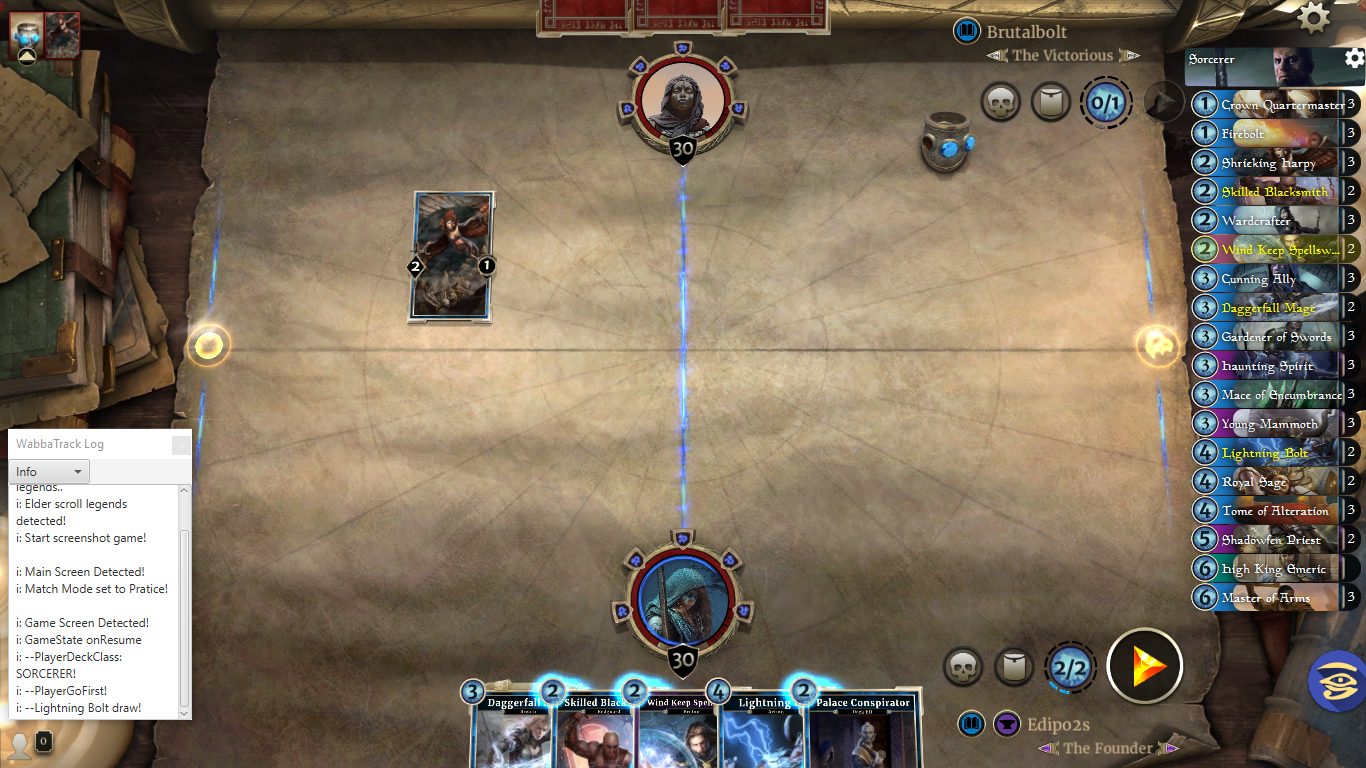 Brutalbolt
The Victorious
0/1
30
2
1
Sorcerer
1 Crown Quartermaster 3
1 Firebolt 3
2 Shrieking Harpy 3
2 Skilled Blacksmith 2
2 Wardcrafter 3
2 Wind Keep Spellsw... 2
3 Cunning Ally 3
3 Daggerfall Mage 2
3 Gardener of Swords 3
3 Haunting Spirit 3
3 Mace of Encumbrance 3
3 Young Mammoth 3
4 Lightning Bolt 2
4 Royal Sage 2
4 Tome of Alteration 3
5 Shadowfen Priest 2
6 High King Emeric
6 Master of Arms 3
WabbaTrack Log
Info
legends..
i: Elder scroll legends
detected!
i: Start screenshot game!
i: Main Screen Detected!
i: Match Mode set to Pratice!
i: Game Screen Detected!
i: GameState onResume
i: --PlayerDeckClass:
SORCERER!
i: --PlayerGoFirst!
i: --Lightning Bolt draw!
0
30
2/2
3 2 2 4 2
Daggerfall Skilled Black Wind Keep Spell Lightning Palace Conspirator
Edipo2s
The Founder